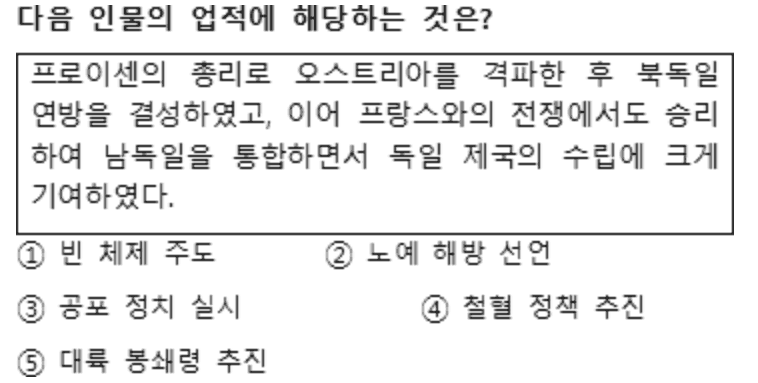 다음 인물의 업적에 해당하는 것은?
프로이센의 총리로 오스트리아를 격파한 후 북독일
연방을 결성하였고, 이어 프랑스와의 전쟁에서도 승리
하여 남독일을 통합하면서 독일 제국의 수립에 크게
기여하였다.
① 빈 체제 주도 ② 노예 해방 선언
③ 공포 정치 실시 ④ 철혈 정책 추진
⑤ 대륙 봉쇄령 추진